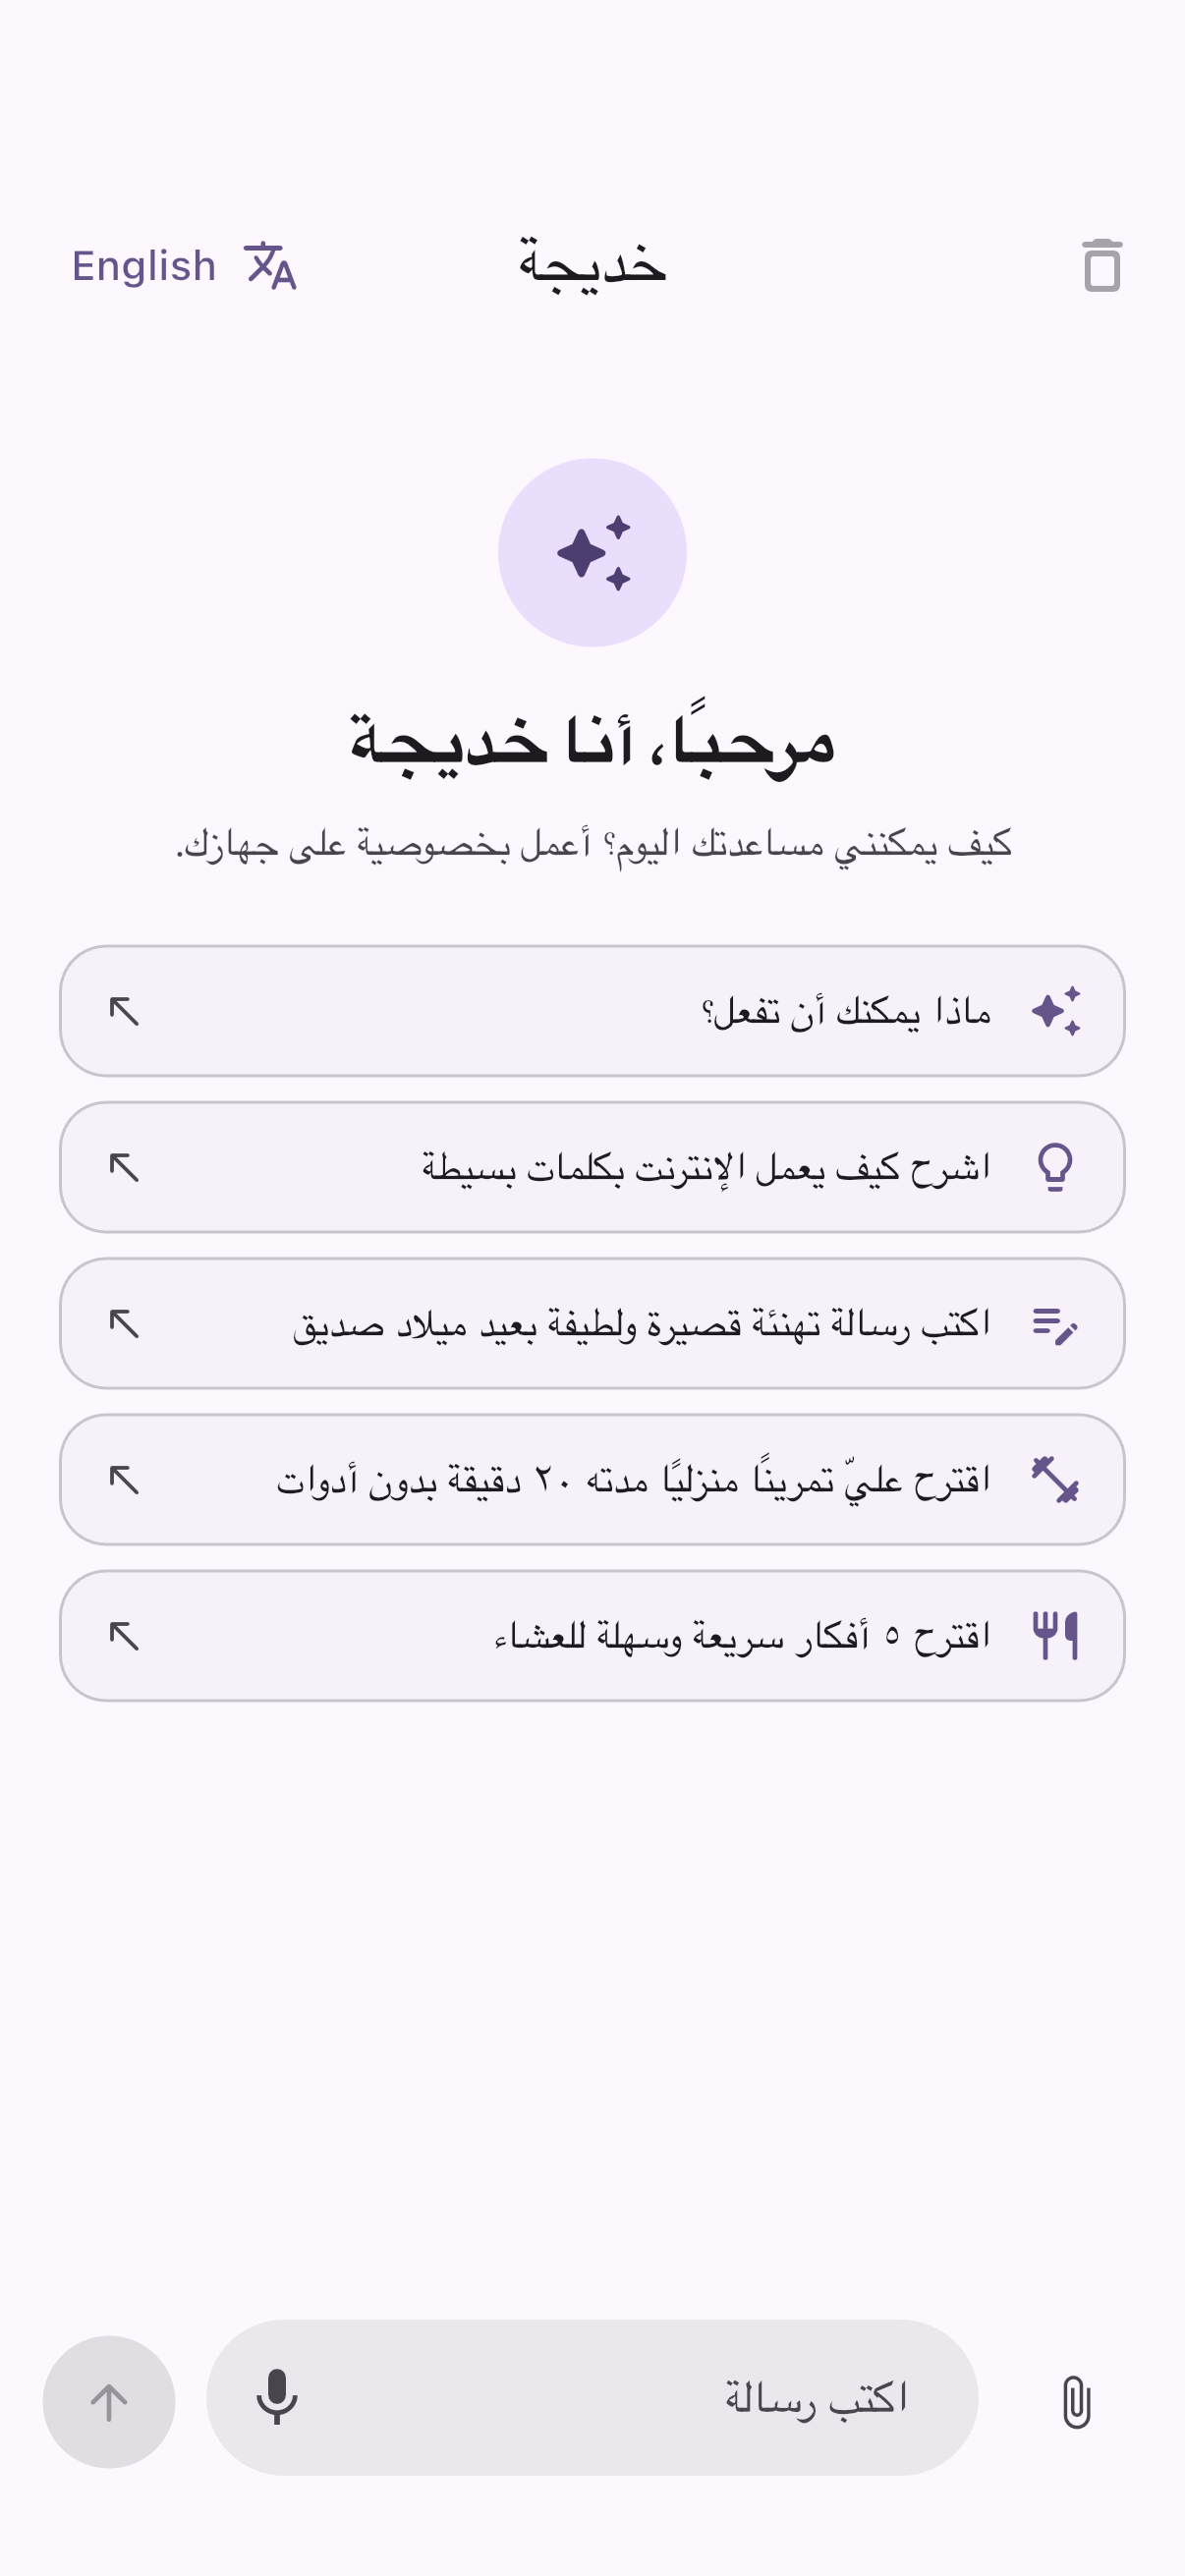 خديجة
English
مرحبًا، أنا خديجة
كيف يمكنني مساعدتك اليوم؟ أعمل بخصوصية على جهازك.
ماذا يمكنك أن تفعل؟
اشرح كيف يعمل الإنترنت بكلمات بسيطة
اكتب رسالة تهنئة قصيرة ولطيفة بعيد ميلاد صديق
اقترح عليّ تمرينًا منزليًا مدته ٢٠ دقيقة بدون أدوات
اقترح ٥ أفكار سريعة وسهلة للعشاء
اكتب رسالة